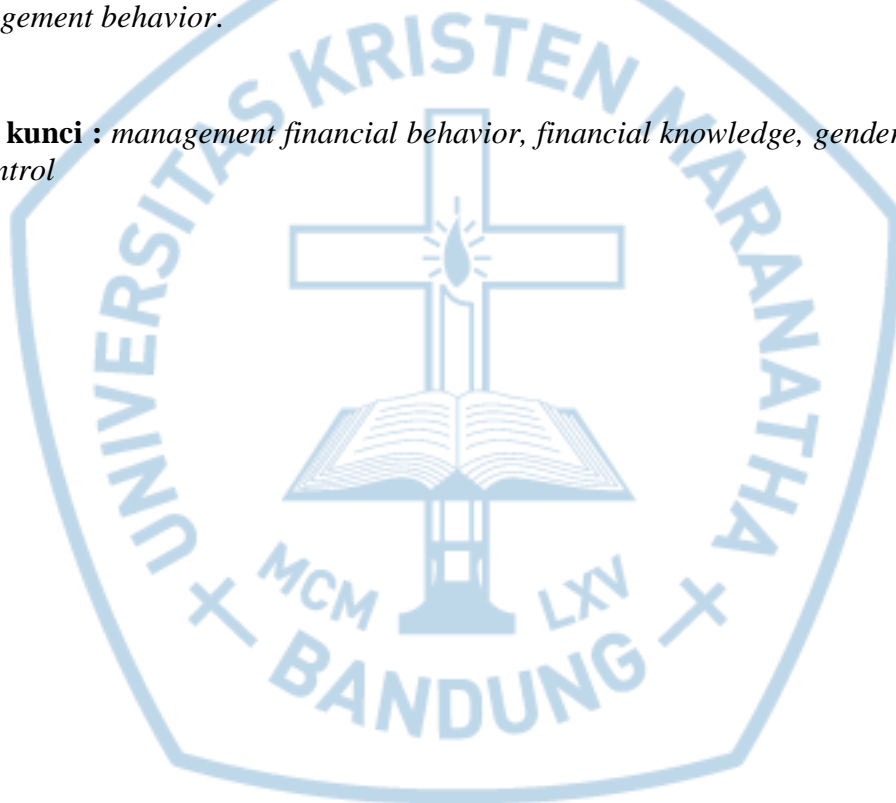 gement behavior.
kunci : management financial behavior, financial knowledge, gender
ntrol
UNIVERSITAS KRISTEN MARANATHA
MCM LXV
BANDUNG